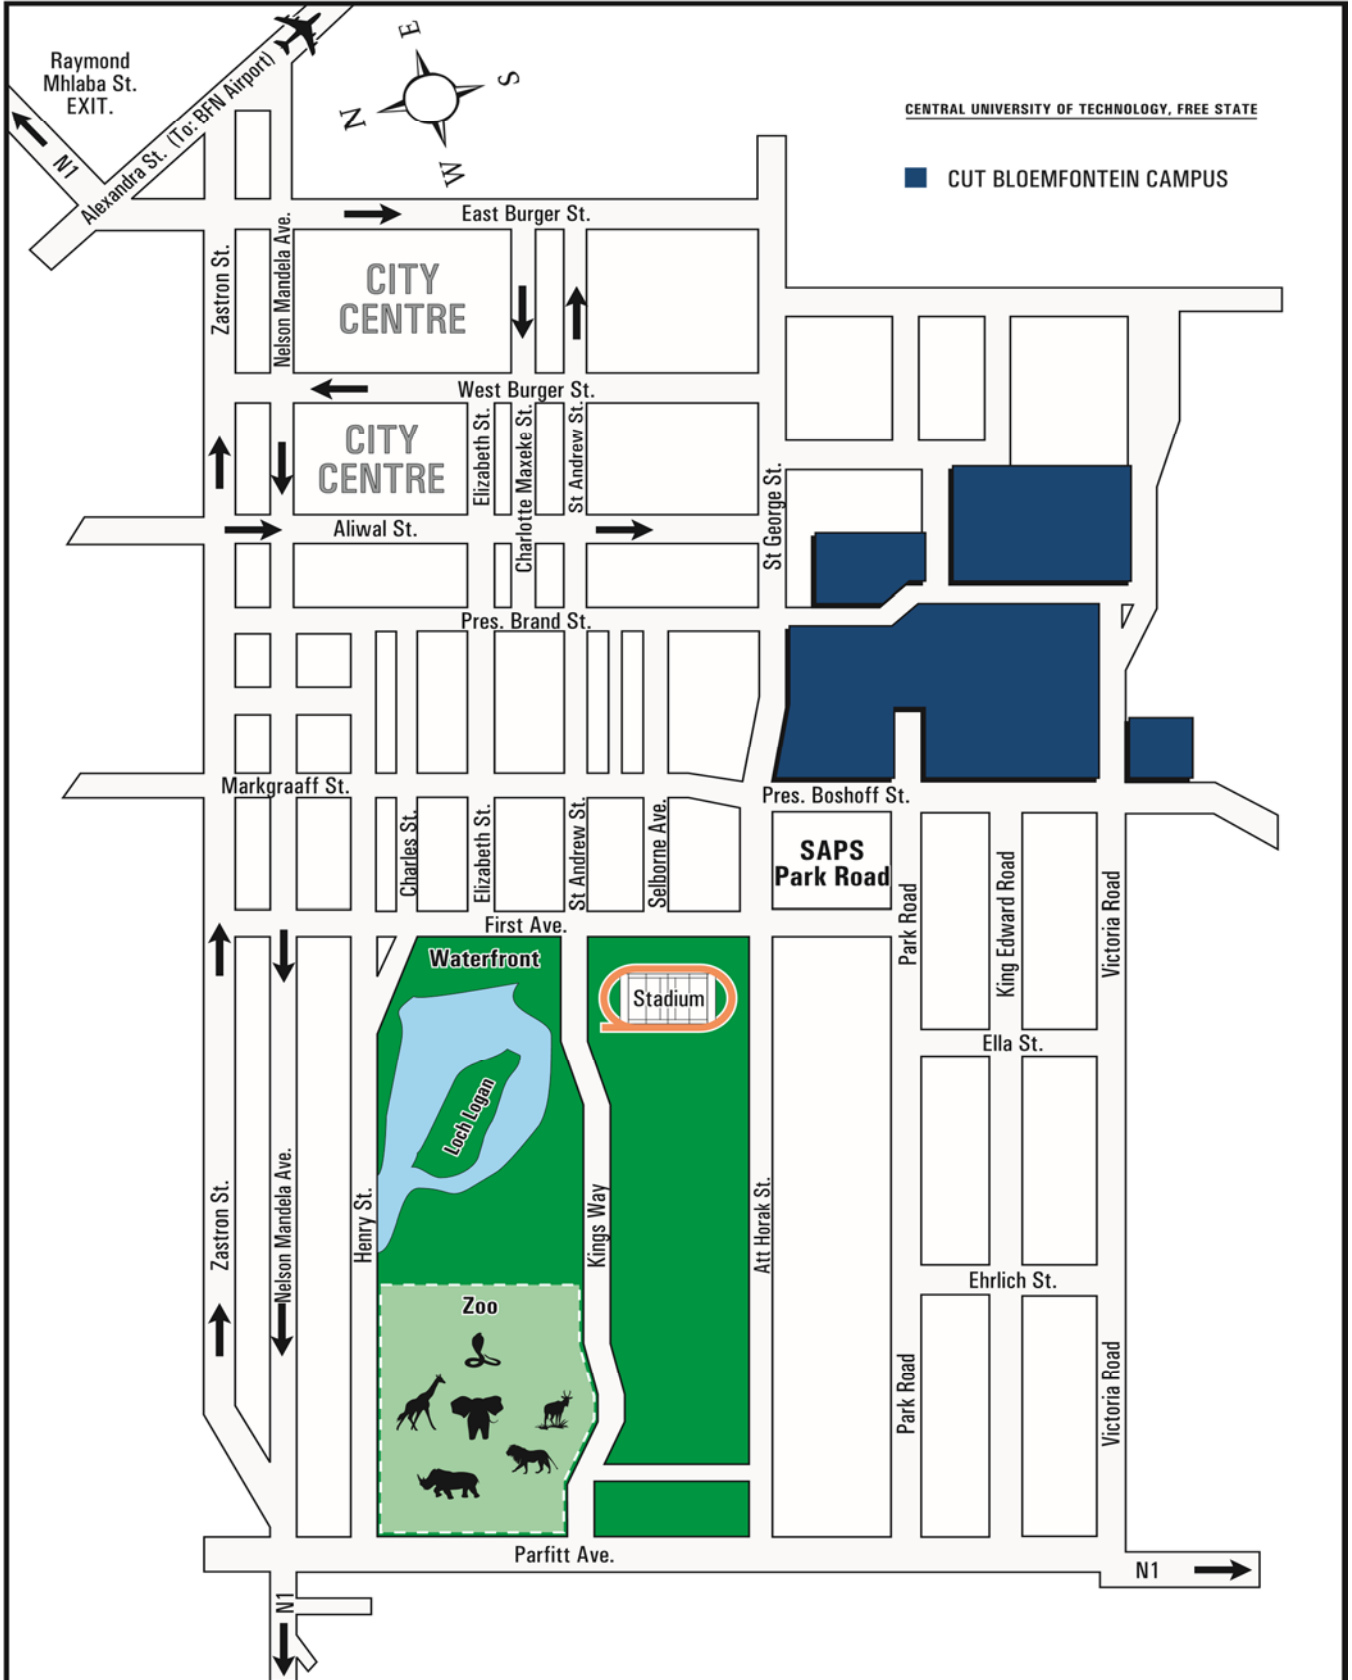 Raymond
Mhlaba St.
EXIT.
N1
Alexandra St. (To: BFN Airport)
E
S
N
W
CENTRAL UNIVERSITY OF TECHNOLOGY, FREE STATE
CUT BLOEMFONTEIN CAMPUS
East Burger St.
Zastron St.
Nelson Mandela Ave.
CITY
CENTRE
West Burger St.
CITY
CENTRE
Elizabeth St.
Charlotte Maxeke St.
St Andrew St.
St George St.
Aliwal St.
Pres. Brand St.
Markgraaff St.
Pres. Boshoff St.
Charles St.
Elizabeth St.
St Andrew St.
Selborne Ave.
SAPS
Park Road
Park Road
King Edward Road
Victoria Road
First Ave.
Waterfront
Stadium
Ella St.
Loch Logan
Zastron St.
Nelson Mandela Ave.
Henry St.
Kings Way
Att Horak St.
Ehrlich St.
Zoo
Park Road
Victoria Road
Parfitt Ave.
N1
N1